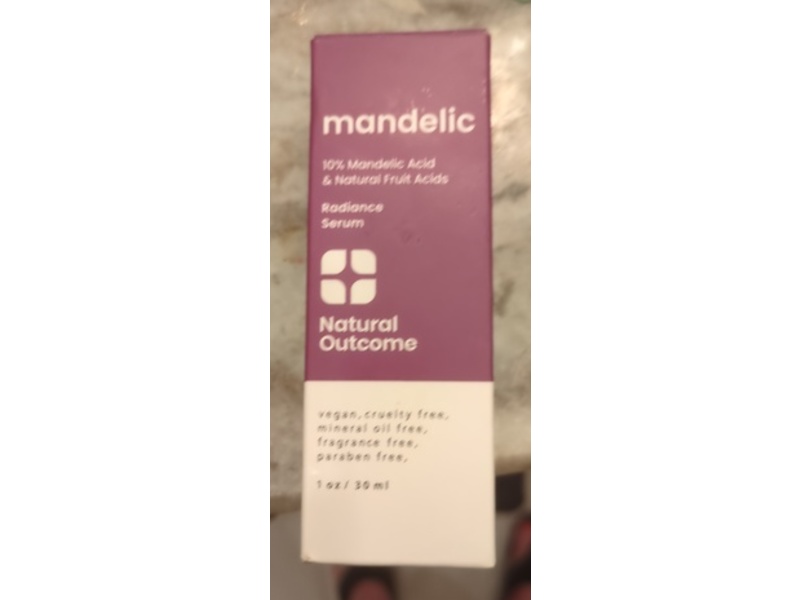 mandelic
10% Mandelic Acid
& Natural Fruit Acids
Radiance
Serum
Natural
Outcome
vegan, cruelty free,
mineral oil free,
fragrance free,
paraben free,
1 oz / 30 ml